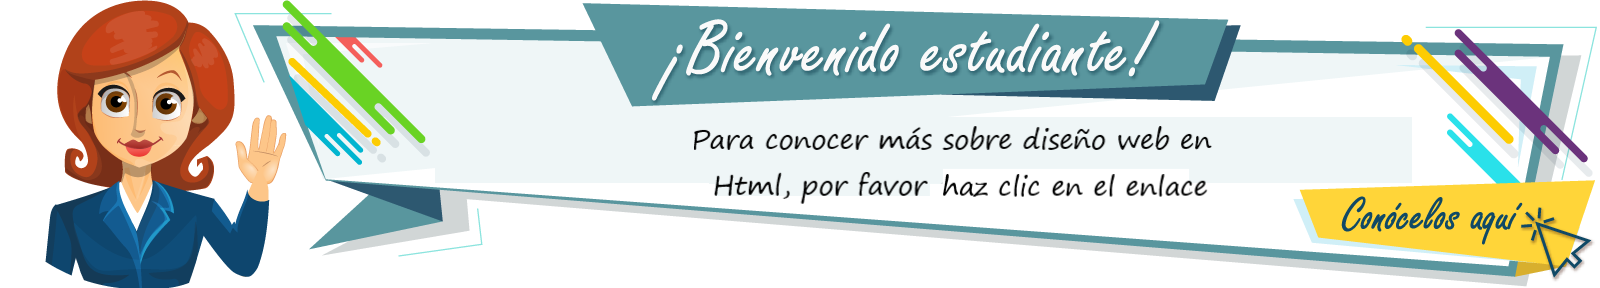 ¡Bienvenido estudiante!
Para conocer más sobre diseño web en
Html, por favor haz clic en el enlace
Conócelos aquí